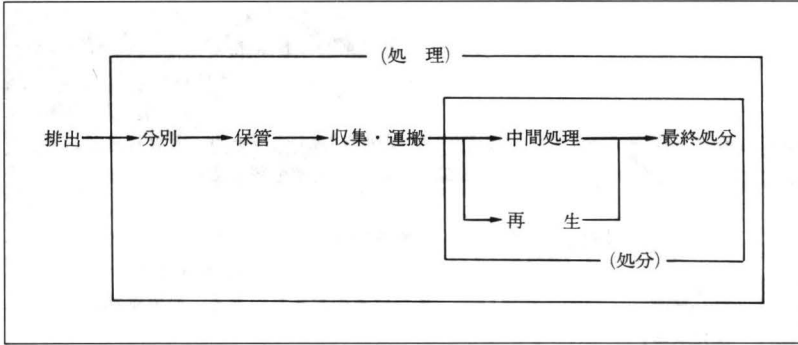 (処 理)
排出 分別 保管 収集・運搬 中間処理 最終処分
再 生
(処分)